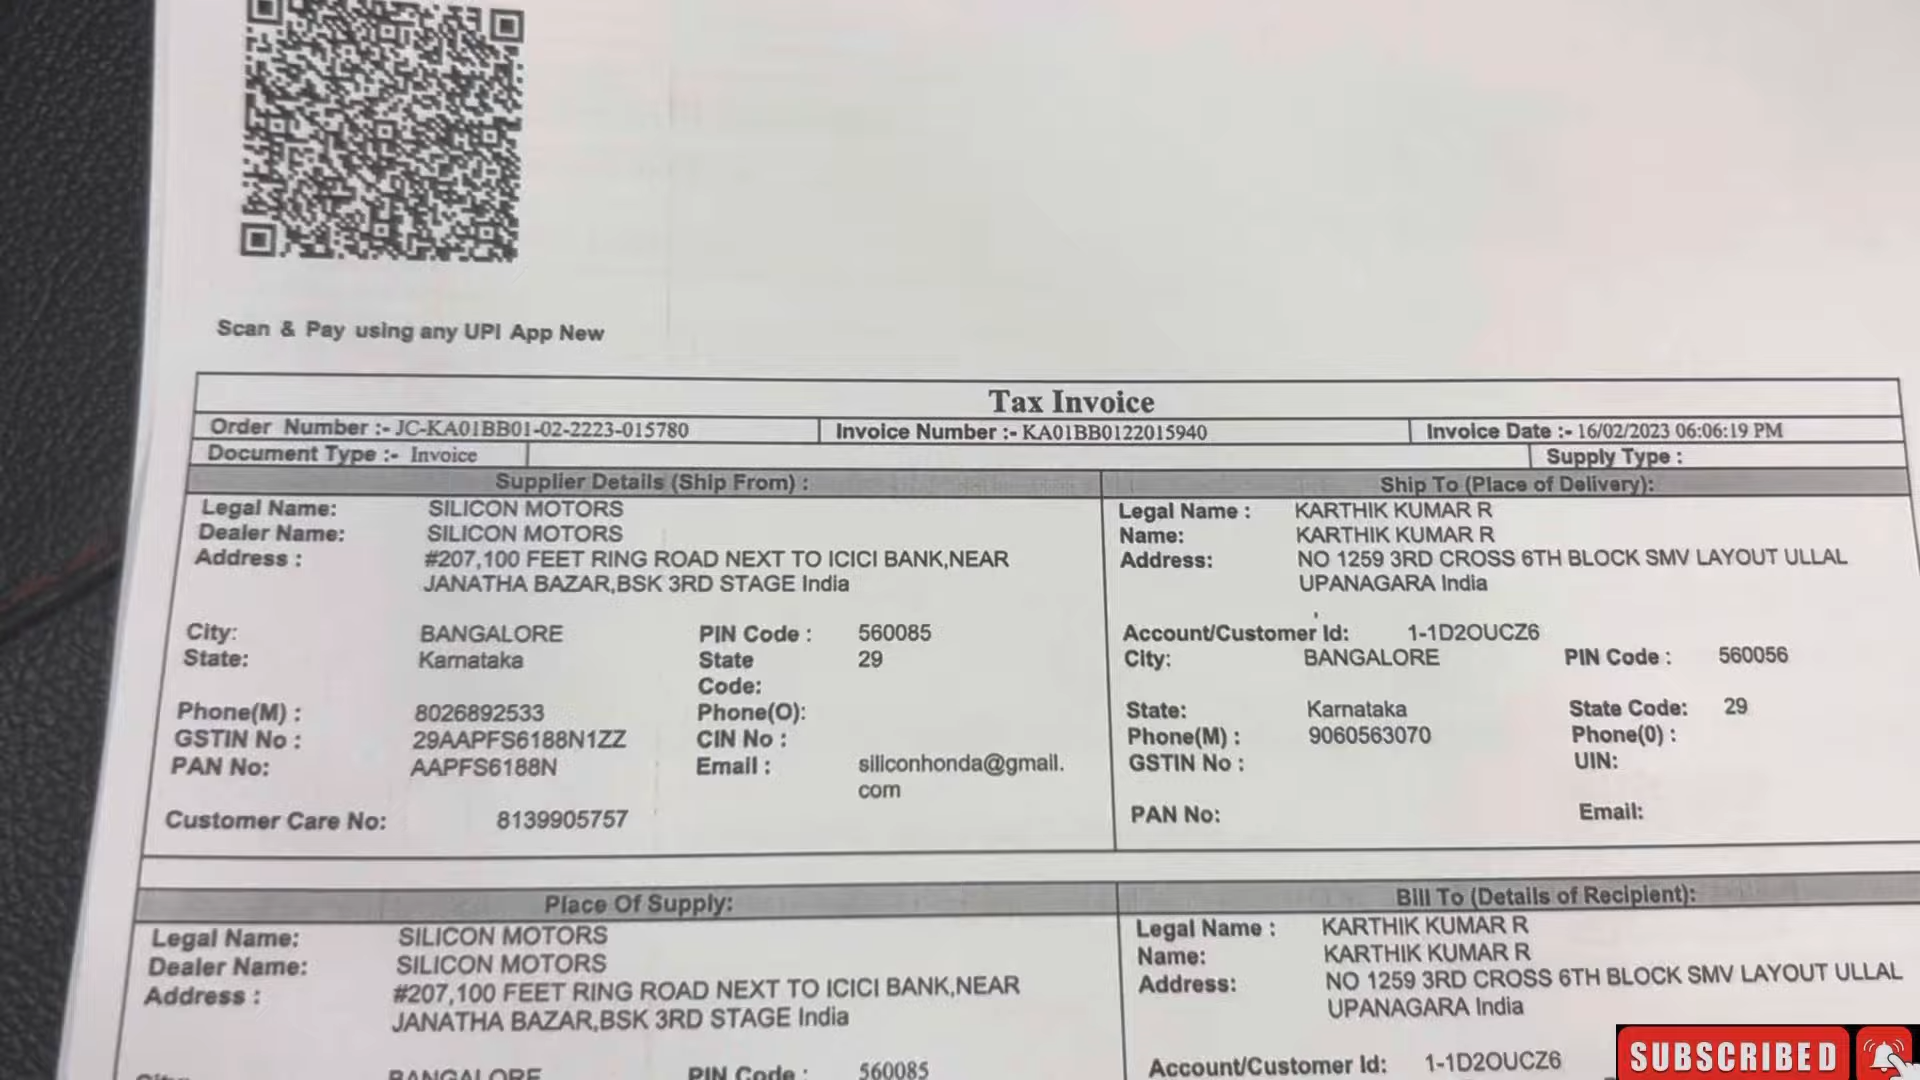 Scan & Pay using any UPI App New
Tax Invoice
Order Number :- JC-KA01BB01-02-2223-015780 Invoice Number :- KA01BB0122015940 Invoice Date :- 16/02/2023 06:06:19 PM
Document Type :- Invoice Supply Type :
Supplier Details (Ship From) : Ship To (Place of Delivery):
Legal Name: SILICON MOTORS Legal Name : KARTHIK KUMAR R
Dealer Name: SILICON MOTORS Name: KARTHIK KUMAR R
Address : #207,100 FEET RING ROAD NEXT TO ICICI BANK,NEAR Address: NO 1259 3RD CROSS 6TH BLOCK SMV LAYOUT ULLAL
JANATHA BAZAR,BSK 3RD STAGE India UPANAGARA India
City: BANGALORE PIN Code : 560085 Account/Customer Id: 1-1D2OUCZ6
State: Karnataka State 29 City: BANGALORE PIN Code : 560056
Code:
Phone(M) : 8026892533 Phone(O): State: Karnataka State Code: 29
GSTIN No : 29AAPFS6188N1ZZ CIN No : Phone(M) : 9060563070 Phone(0) :
PAN No: AAPFS6188N Email : siliconhonda@gmail. GSTIN No : UIN:
com
Customer Care No: 8139905757 PAN No: Email:
Place Of Supply: Bill To (Details of Recipient):
Legal Name: SILICON MOTORS Legal Name : KARTHIK KUMAR R
Dealer Name: SILICON MOTORS Name: KARTHIK KUMAR R
Address : #207,100 FEET RING ROAD NEXT TO ICICI BANK,NEAR Address: NO 1259 3RD CROSS 6TH BLOCK SMV LAYOUT ULLAL
JANATHA BAZAR,BSK 3RD STAGE India UPANAGARA India
BANGALORE PIN Code : 560085 Account/Customer Id: 1-1D2OUCZ6
SUBSCRIBED